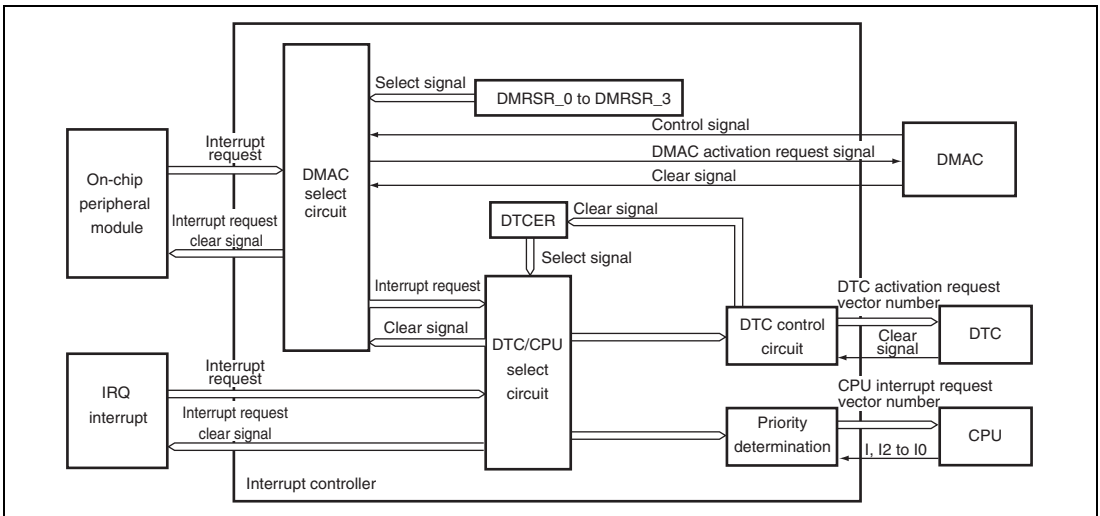 Select signal
DMRSR_0 to DMRSR_3
Control signal
Interrupt
request
DMAC activation request signal
DMAC
On-chip
peripheral
module
DMAC
select
circuit
Clear signal
Interrupt request
clear signal
DTCER
Clear signal
Select signal
Interrupt request
DTC activation request
vector number
Clear signal
DTC/CPU
select
circuit
DTC control
circuit
Clear
signal
DTC
IRQ
interrupt
Interrupt
request
Interrupt request
clear signal
CPU interrupt request
vector number
Priority
determination
CPU
I, I2 to I0
Interrupt controller